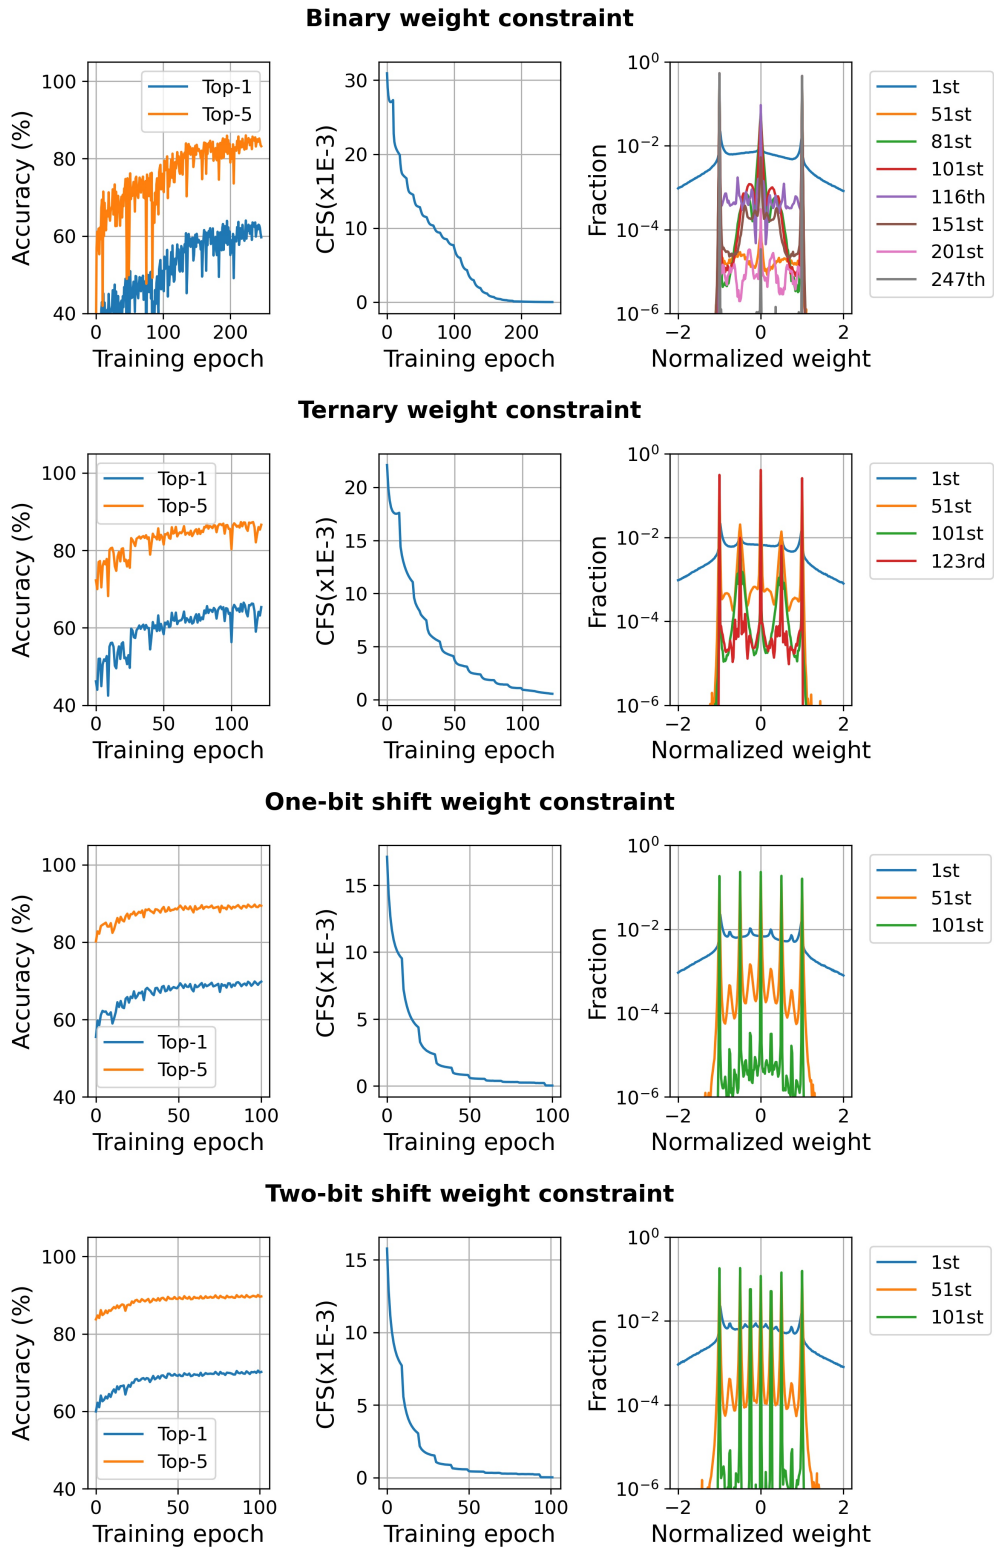 Binary weight constraint
100
80
60
40
0
100
200
Accuracy (%)
Training epoch
Top-1
Top-5
30
20
10
0
0
100
200
CFS(x1E-3)
Training epoch
10⁰
10⁻²
10⁻⁴
10⁻⁶
−2
0
2
Fraction
Normalized weight
1st
51st
81st
101st
116th
151st
201st
247th
Ternary weight constraint
100
80
60
40
0
100
Accuracy (%)
Training epoch
Top-1
Top-5
20
15
10
5
0
0
50
100
CFS(x1E-3)
Training epoch
10⁰
10⁻²
10⁻⁴
10⁻⁶
−2
0
2
Fraction
Normalized weight
1st
51st
101st
123rd
One-bit shift weight constraint
100
80
60
40
0
50
100
Accuracy (%)
Training epoch
Top-1
Top-5
15
10
5
0
0
50
100
CFS(x1E-3)
Training epoch
10⁰
10⁻²
10⁻⁴
10⁻⁶
−2
0
2
Fraction
Normalized weight
1st
51st
101st
Two-bit shift weight constraint
100
80
60
40
0
50
100
Accuracy (%)
Training epoch
Top-1
Top-5
15
10
5
0
0
50
100
CFS(x1E-3)
Training epoch
10⁰
10⁻²
10⁻⁴
10⁻⁶
−2
0
2
Fraction
Normalized weight
1st
51st
101st